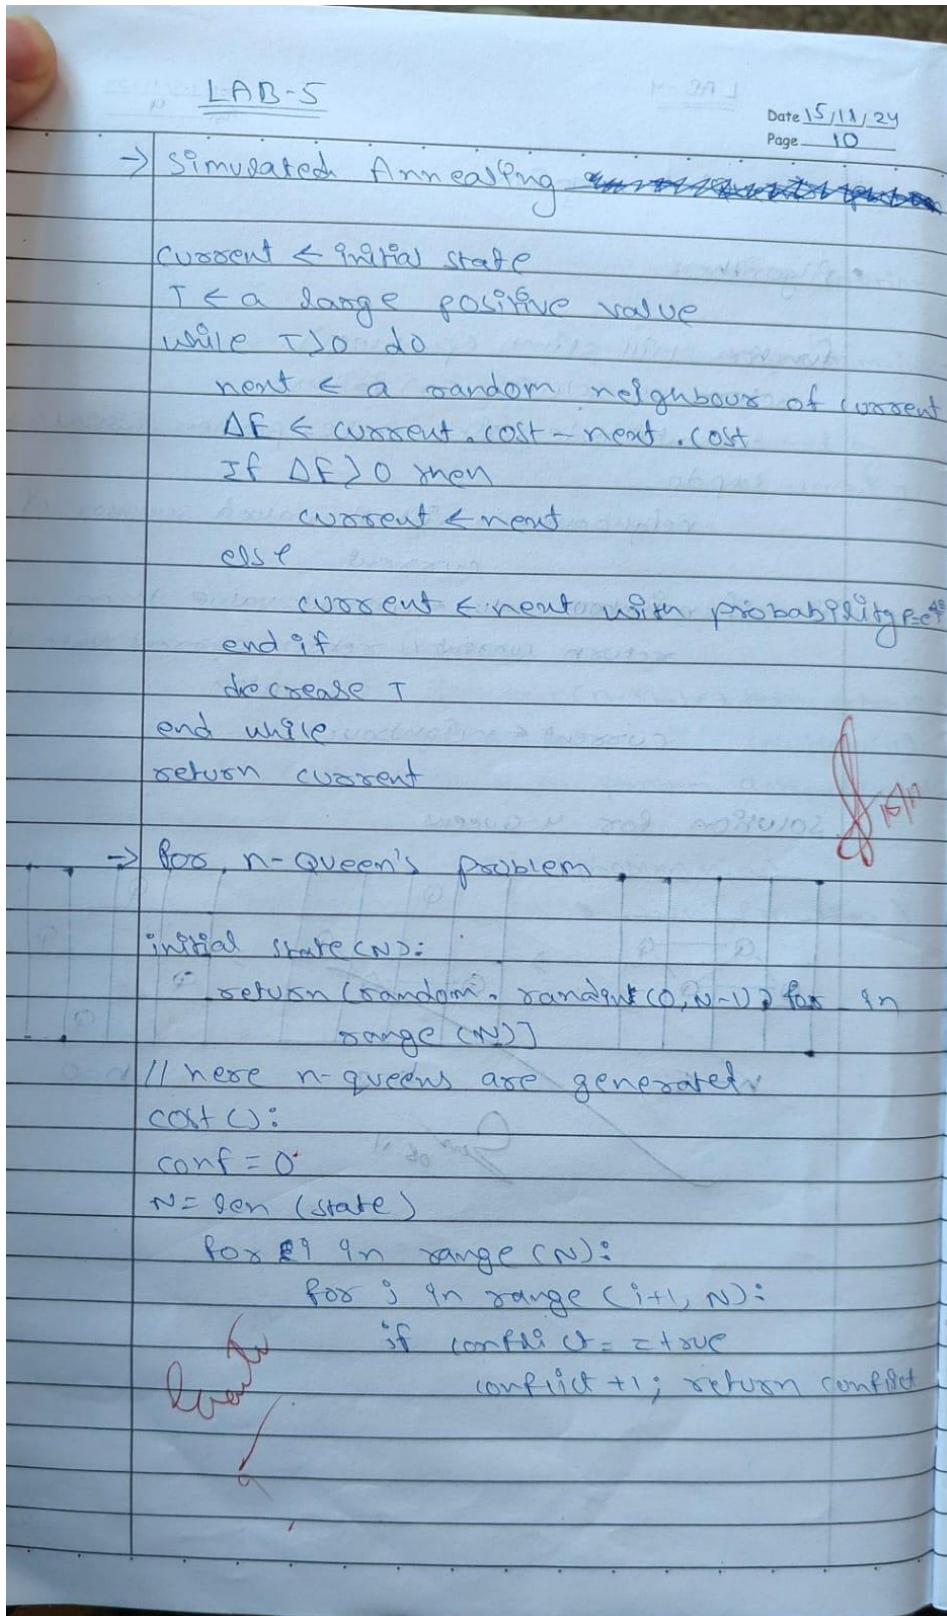 LAB-5
Date 15/11/24
Page 10
→ Simulated Annealing
current ← initial state
T ← a large positive value
while T>0 do
next ← a random neighbour of current
ΔE ← current.cost - next.cost
If ΔE > 0 then
current ← next
else
current ← next with probability P=e^ΔE/T
end if
decrease T
end while
return current
→ for, n-Queen's problem
initial state(N):
return [random.randint(0, N-1) for in
range (N)]
// here n-queens are generated
cost():
conf = 0
N = len (state)
for i in range (N):
for j in range (i+1, N):
if conflict == true
conflict +1; return conflict